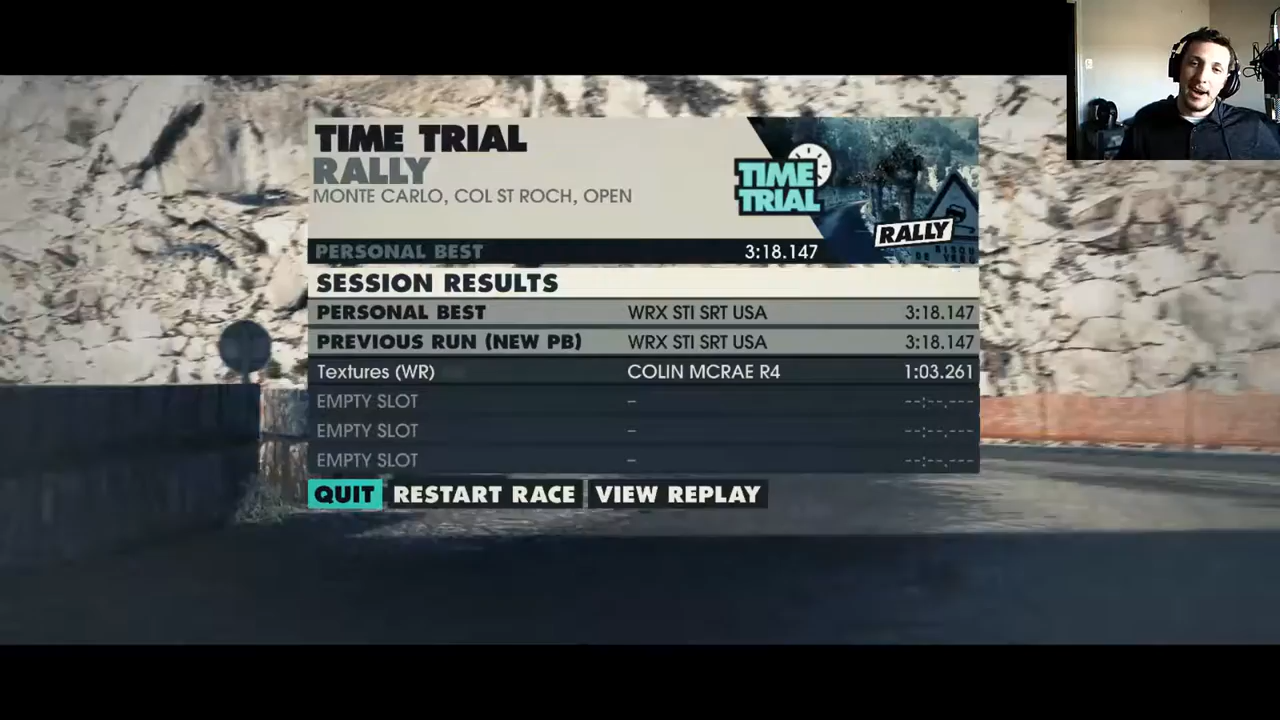 TIME TRIAL
RALLY
MONTE CARLO, COL ST ROCH, OPEN
TIME
TRIAL
RALLY
PERSONAL BEST 3:18.147
SESSION RESULTS
PERSONAL BEST WRX STI SRT USA 3:18.147
PREVIOUS RUN (NEW PB) WRX STI SRT USA 3:18.147
Textures (WR) COLIN MCRAE R4 1:03.261
EMPTY SLOT – --:--.---
EMPTY SLOT – --:--.---
EMPTY SLOT – --:--.---
QUIT RESTART RACE VIEW REPLAY